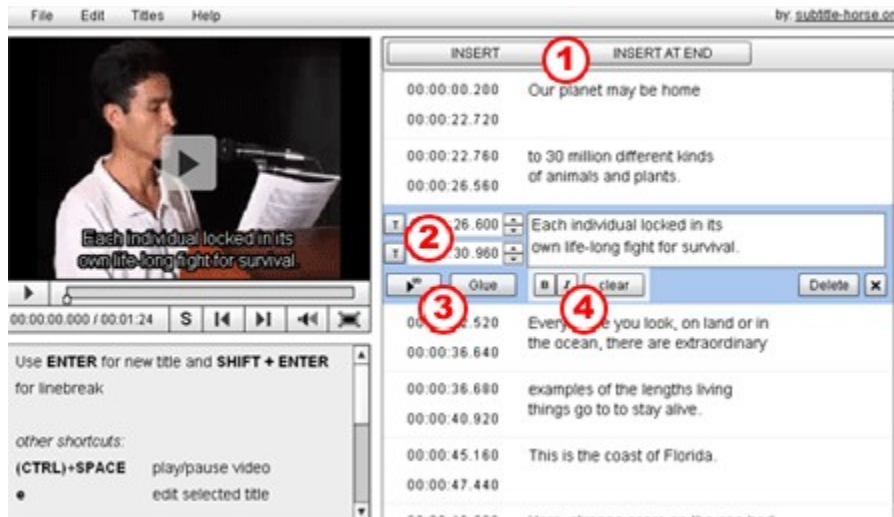 File Edit Titles Help
by: subtitle-horse.or
INSERT INSERT AT END
1
Each individual locked in its
own life-long fight for survival.
00:00:00.000 / 00:01:24 S
Use ENTER for new title and SHIFT + ENTER
for linebreak
other shortcuts:
(CTRL)+SPACE play/pause video
e edit selected title
00:00:00.200 Our planet may be home
00:00:22.720
00:00:22.760 to 30 million different kinds
00:00:26.560 of animals and plants.
T 26.600 Each individual locked in its
2
T 30.960 own life-long fight for survival.
Glue B I clear Delete x
3 4
2.520 you look, on land or in
00:00:36.640 the ocean, there are extraordinary
00:00:36.680 examples of the lengths living
00:00:40.920 things go to to stay alive.
00:00:45.160 This is the coast of Florida.
00:00:47.440